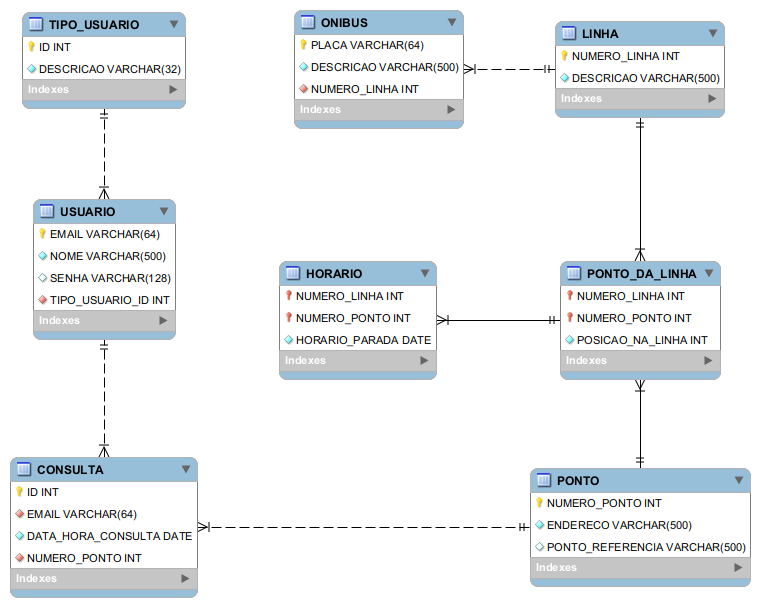 TIPO_USUARIO
ID INT
DESCRICAO VARCHAR(32)
Indexes
ONIBUS
PLACA VARCHAR(64)
DESCRICAO VARCHAR(500)
NUMERO_LINHA INT
Indexes
LINHA
NUMERO_LINHA INT
DESCRICAO VARCHAR(500)
Indexes
USUARIO
EMAIL VARCHAR(64)
NOME VARCHAR(500)
SENHA VARCHAR(128)
TIPO_USUARIO_ID INT
Indexes
HORARIO
NUMERO_LINHA INT
NUMERO_PONTO INT
HORARIO_PARADA DATE
Indexes
PONTO_DA_LINHA
NUMERO_LINHA INT
NUMERO_PONTO INT
POSICAO_NA_LINHA INT
Indexes
CONSULTA
ID INT
EMAIL VARCHAR(64)
DATA_HORA_CONSULTA DATE
NUMERO_PONTO INT
Indexes
PONTO
NUMERO_PONTO INT
ENDERECO VARCHAR(500)
PONTO_REFERENCIA VARCHAR(500)
Indexes